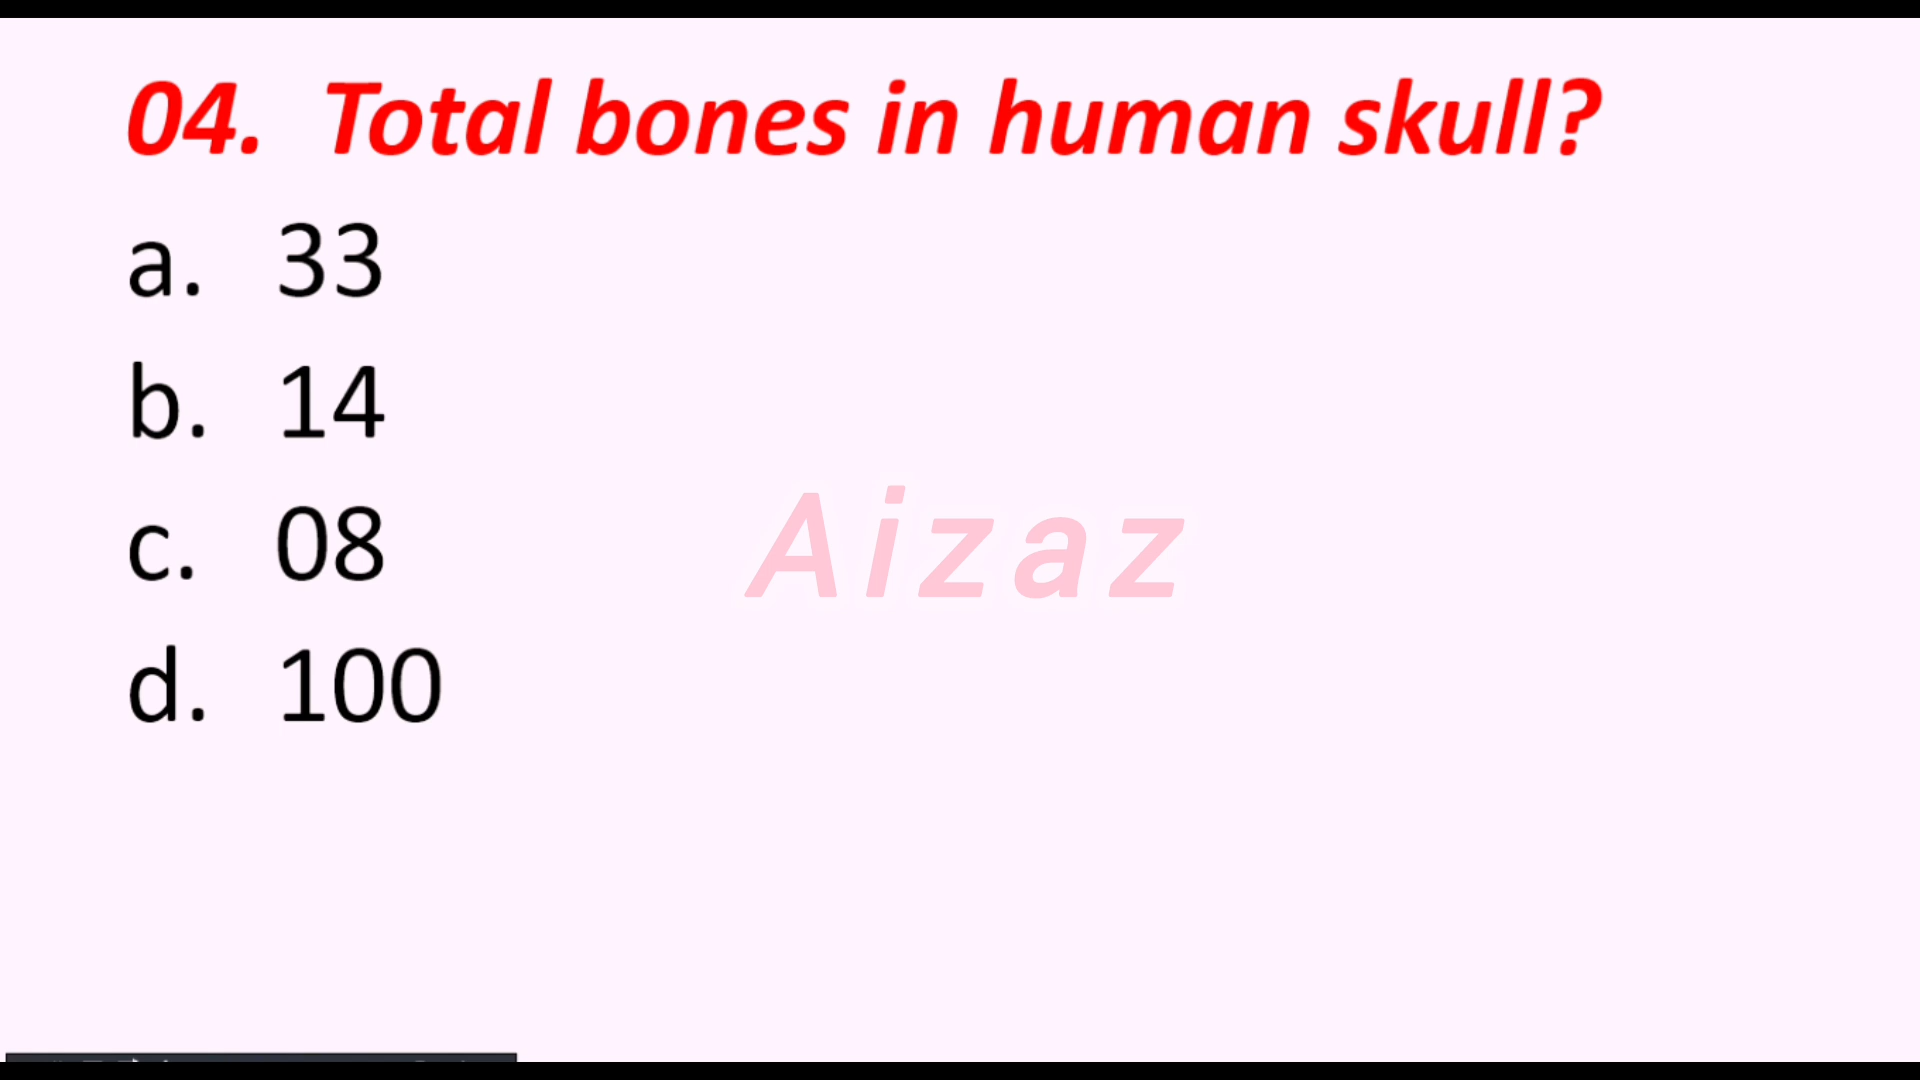 04. Total bones in human skull?
a. 33
b. 14
c. 08
d. 100
Aizaz